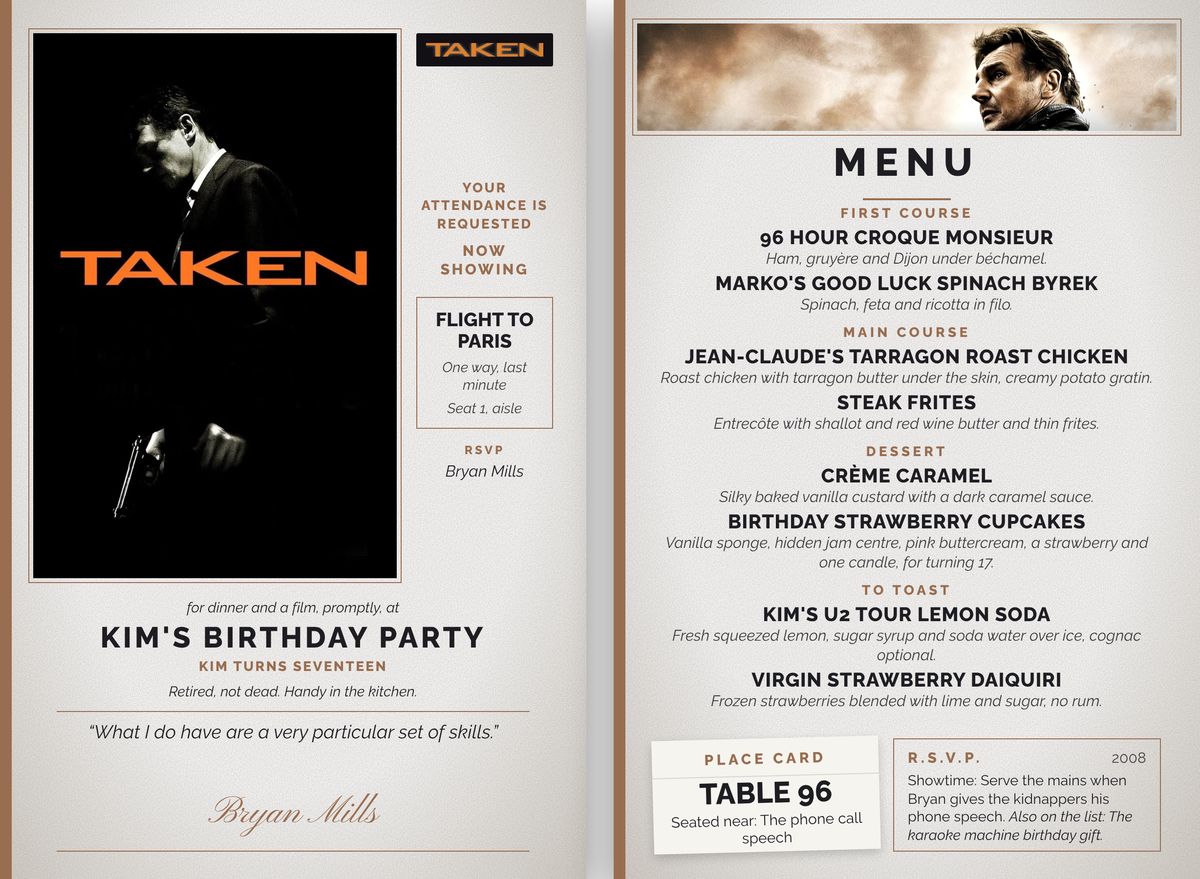 TAKEN
TAKEN
YOUR
ATTENDANCE IS
REQUESTED
NOW
SHOWING
FLIGHT TO
PARIS
One way, last
minute
Seat 1, aisle
RSVP
Bryan Mills
for dinner and a film, promptly, at
KIM'S BIRTHDAY PARTY
KIM TURNS SEVENTEEN
Retired, not dead. Handy in the kitchen.
“What I do have are a very particular set of skills.”
Bryan Mills
MENU
FIRST COURSE
96 HOUR CROQUE MONSIEUR
Ham, gruyère and Dijon under béchamel.
MARKO'S GOOD LUCK SPINACH BYREK
Spinach, feta and ricotta in filo.
MAIN COURSE
JEAN-CLAUDE'S TARRAGON ROAST CHICKEN
Roast chicken with tarragon butter under the skin, creamy potato gratin.
STEAK FRITES
Entrecôte with shallot and red wine butter and thin frites.
DESSERT
CRÈME CARAMEL
Silky baked vanilla custard with a dark caramel sauce.
BIRTHDAY STRAWBERRY CUPCAKES
Vanilla sponge, hidden jam centre, pink buttercream, a strawberry and
one candle, for turning 17.
TO TOAST
KIM'S U2 TOUR LEMON SODA
Fresh squeezed lemon, sugar syrup and soda water over ice, cognac
optional.
VIRGIN STRAWBERRY DAIQUIRI
Frozen strawberries blended with lime and sugar, no rum.
PLACE CARD
TABLE 96
Seated near: The phone call
speech
R.S.V.P. 2008
Showtime: Serve the mains when
Bryan gives the kidnappers his
phone speech. Also on the list: The
karaoke machine birthday gift.